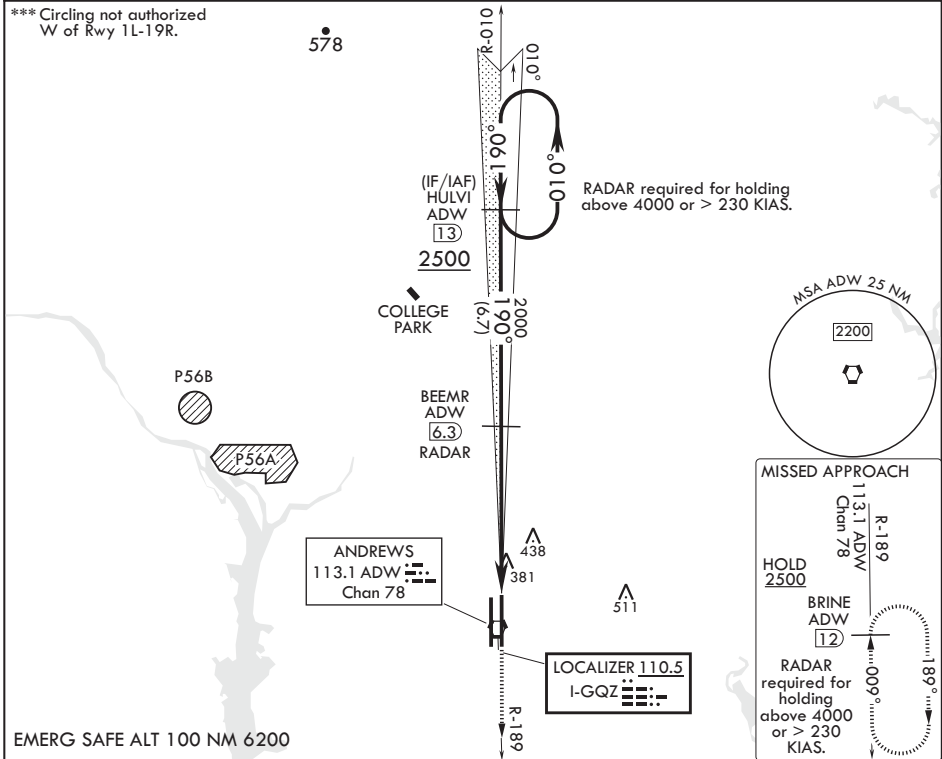 *** Circling not authorized
W of Rwy 1L-19R.
578
R-010
010°
190°
010°
(IF/IAF)
HULVI
ADW
13
2500
RADAR required for holding
above 4000 or > 230 KIAS.
COLLEGE
PARK
2000
190°
(6.7)
MSA ADW 25 NM
2200
P56B
P56A
BEEMR
ADW
6.3
RADAR
438
381
511
ANDREWS
113.1 ADW
Chan 78
LOCALIZER 110.5
I-GQZ
R-189
MISSED APPROACH
R-189
113.1 ADW
Chan 78
HOLD
2500
BRINE
ADW
12
RADAR
required for
holding
above 4000
or > 230
KIAS.
009°
189°
EMERG SAFE ALT 100 NM 6200